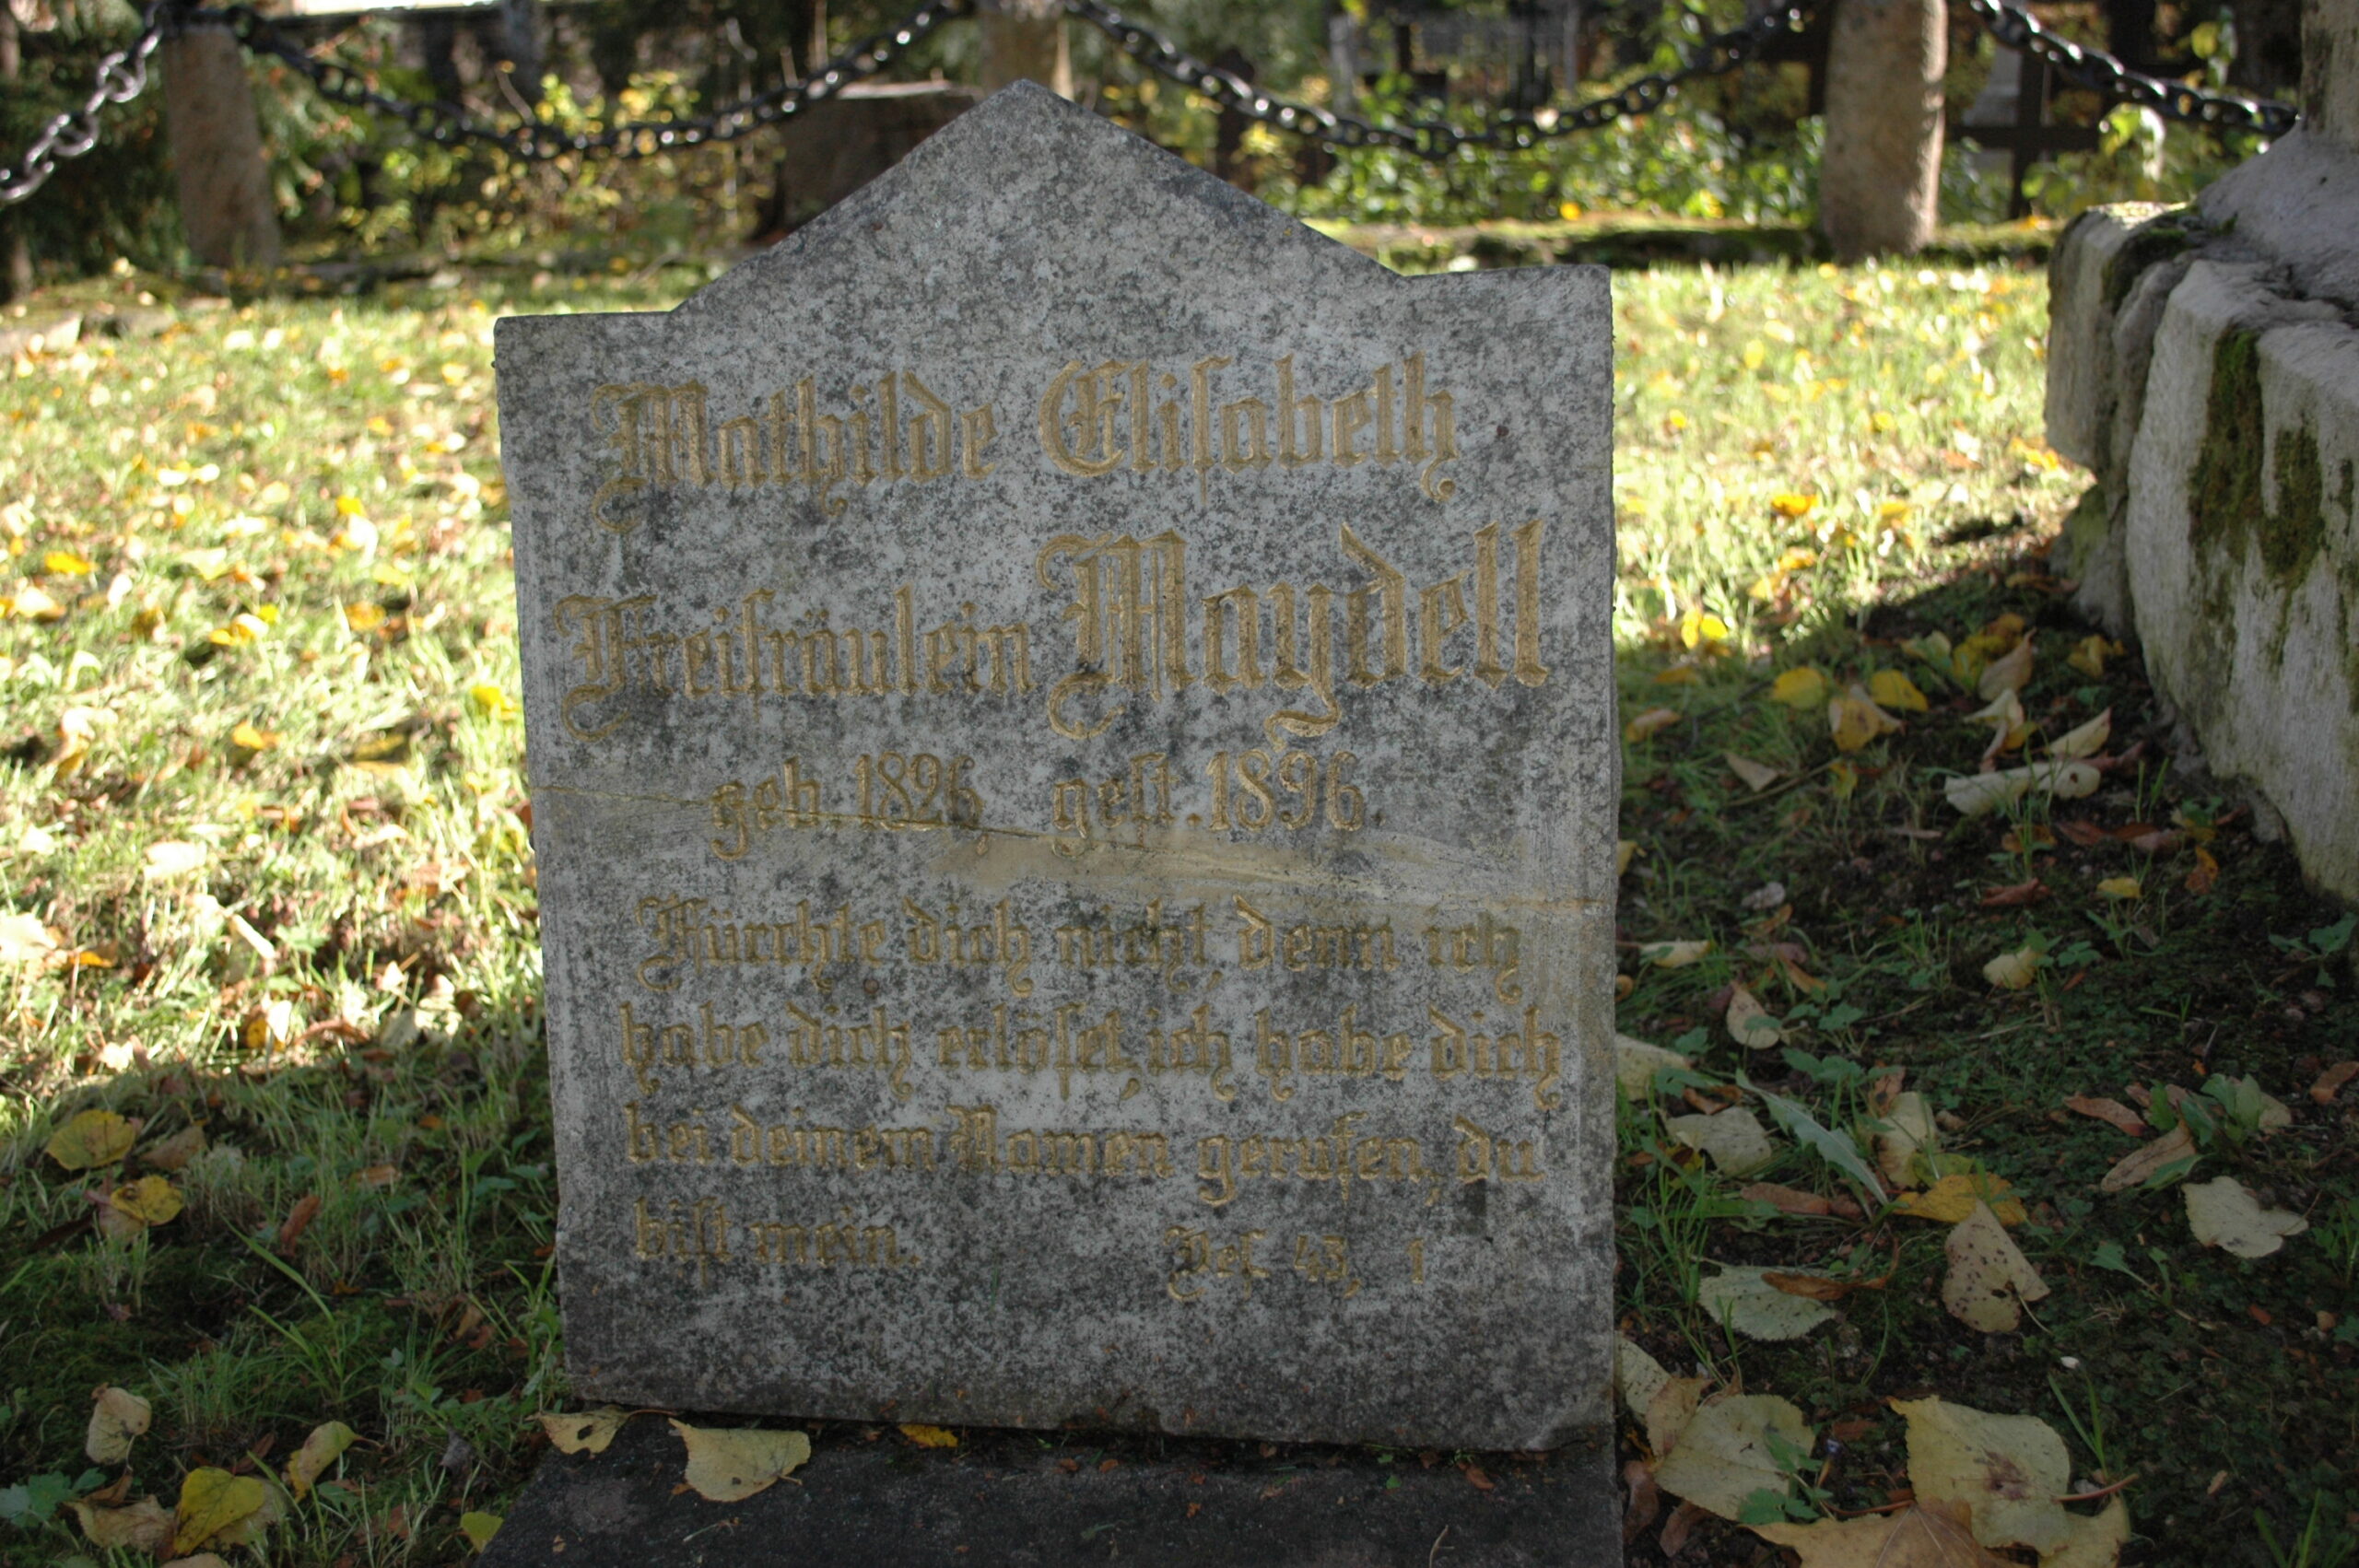 Mathilde Elisabeth
Freifräulein Maydell
geb. 1896, gest. 1896.
Fürchte dich nicht, denn ich
habe dich erlöset, ich habe dich
bei deinem Namen gerufen, du
bist mein. Jes. 43, 1